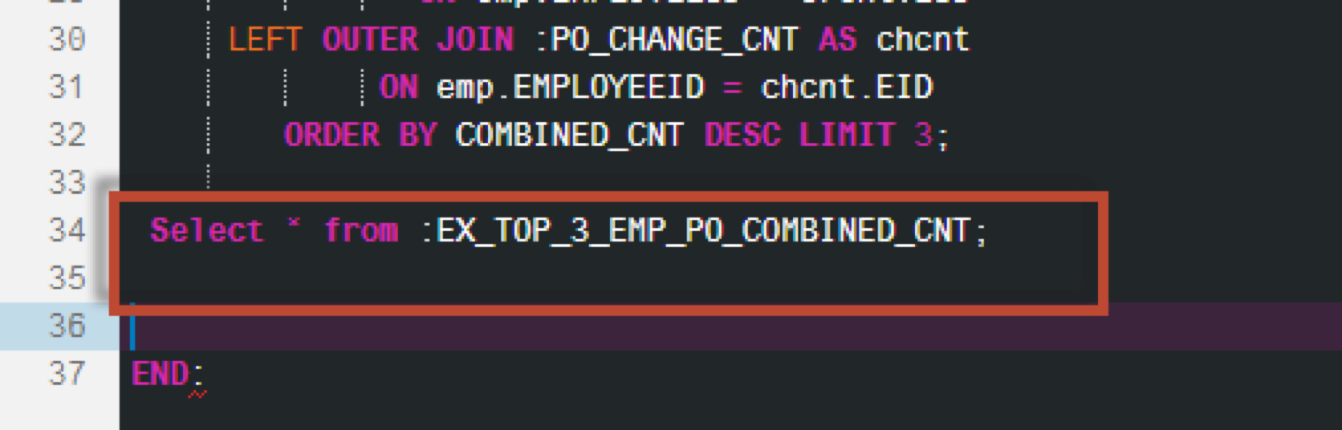 30 LEFT OUTER JOIN :PO_CHANGE_CNT AS chcnt
31 ON emp.EMPLOYEEID = chcnt.EID
32 ORDER BY COMBINED_CNT DESC LIMIT 3;
33
34 Select * from :EX_TOP_3_EMP_PO_COMBINED_CNT;
35
36
37 END;